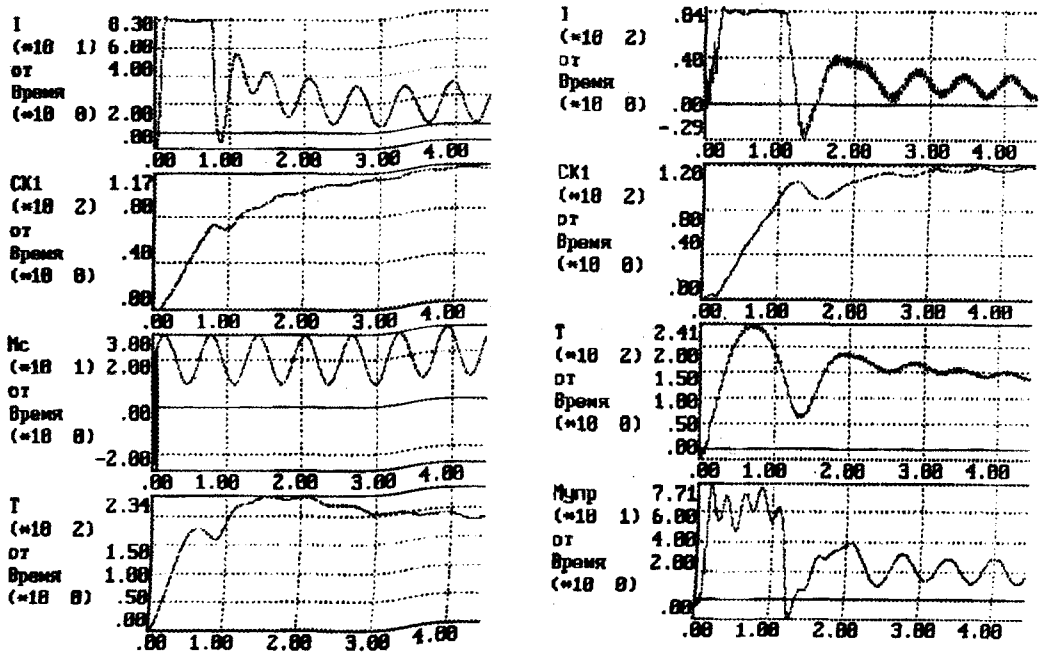 I 8.30
(*10 1) 6.00
от 4.00
Время
(*10 0) 2.00
.00
.00 1.00 2.00 3.00 4.00
СК1 1.17
(*10 2) .80
от
Время .40
(*10 0)
.00
.00 1.00 2.00 3.00 4.00
Mc 3.00
(*10 1) 2.00
от
Время .00
(*10 0)
-2.00
.00 1.00 2.00 3.00 4.00
T 2.34
(*10 2)
от 1.50
Время 1.00
(*10 0) .50
.00
.00 1.00 2.00 3.00 4.00
I .84
(*10 2)
от .40
Время
(*10 0) .00
-.29
.00 1.00 2.00 3.00 4.00
СК1 1.20
(*10 2)
от .80
Время .40
(*10 0)
.00
.00 1.00 2.00 3.00 4.00
T 2.41
(*10 2) 2.00
от 1.50
Время 1.00
(*10 0) .50
.00
.00 1.00 2.00 3.00 4.00
Мупр 7.71
(*10 1) 6.00
от 4.00
Время 2.00
(*10 0)
.00
.00 1.00 2.00 3.00 4.00